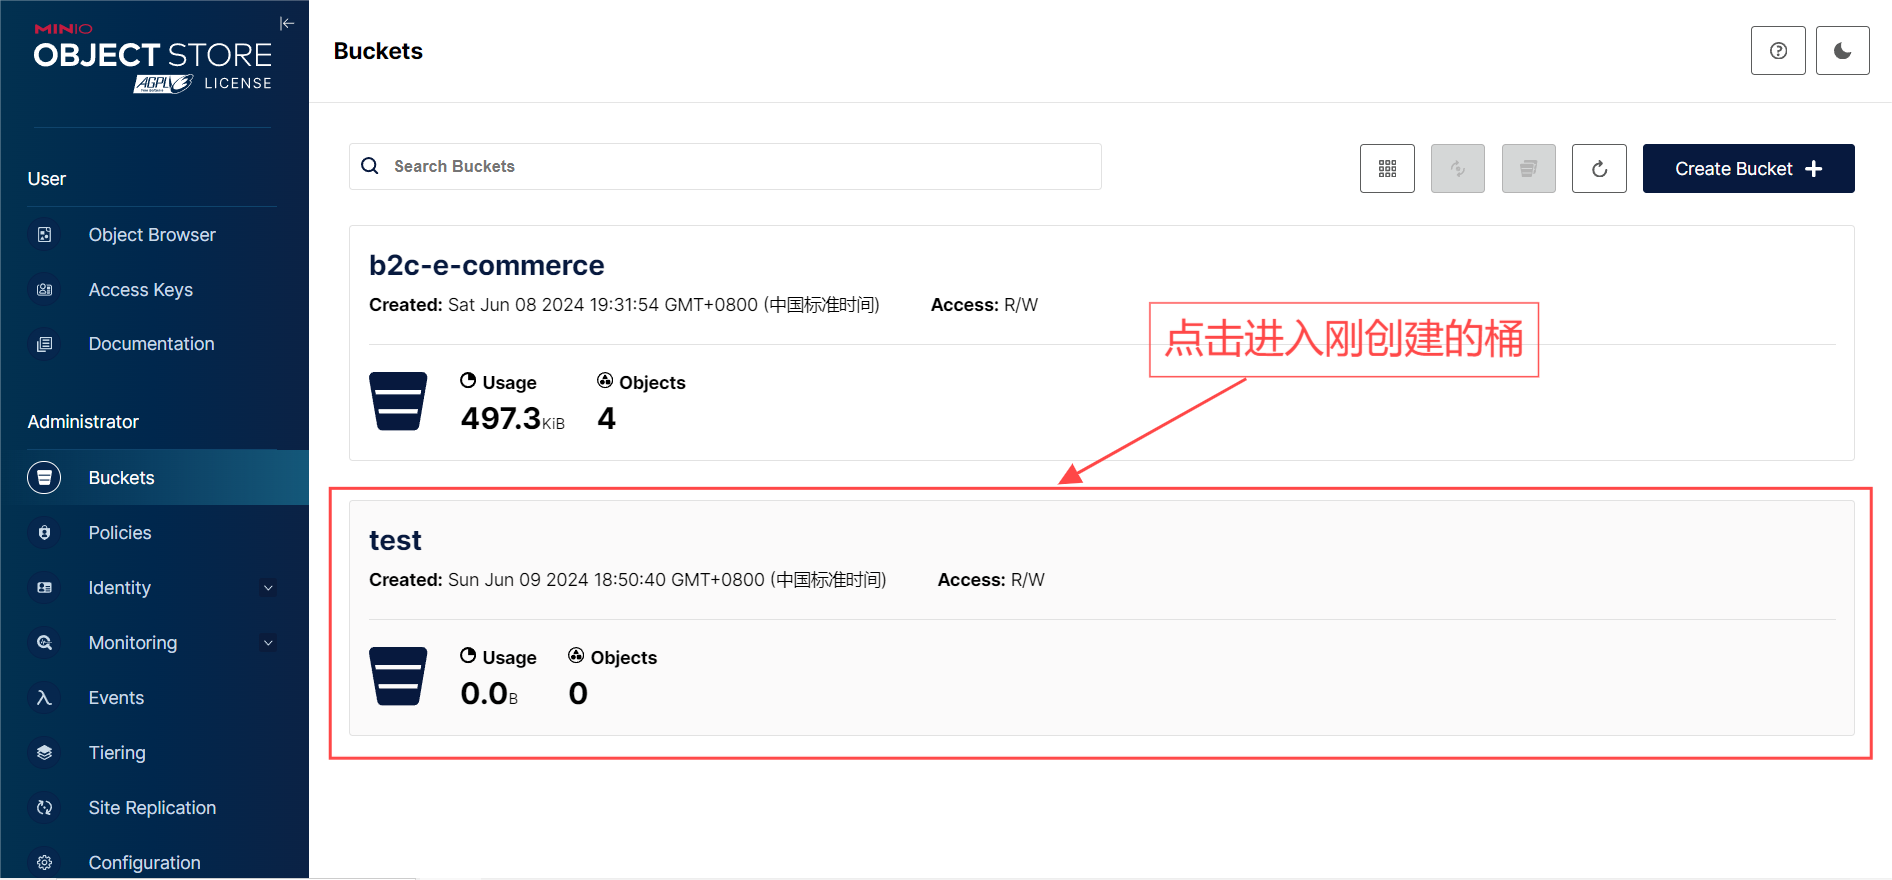 MINIO
OBJECT STORE
AGPLV3 LICENSE
User
Object Browser
Access Keys
Documentation
Administrator
Buckets
Policies
Identity
Monitoring
Events
Tiering
Site Replication
Configuration
Buckets
Search Buckets
Create Bucket
b2c-e-commerce
Created: Sat Jun 08 2024 19:31:54 GMT+0800 (中国标准时间) Access: R/W
点击进入刚创建的桶
Usage Objects
497.3KiB 4
test
Created: Sun Jun 09 2024 18:50:40 GMT+0800 (中国标准时间) Access: R/W
Usage Objects
0.0B 0